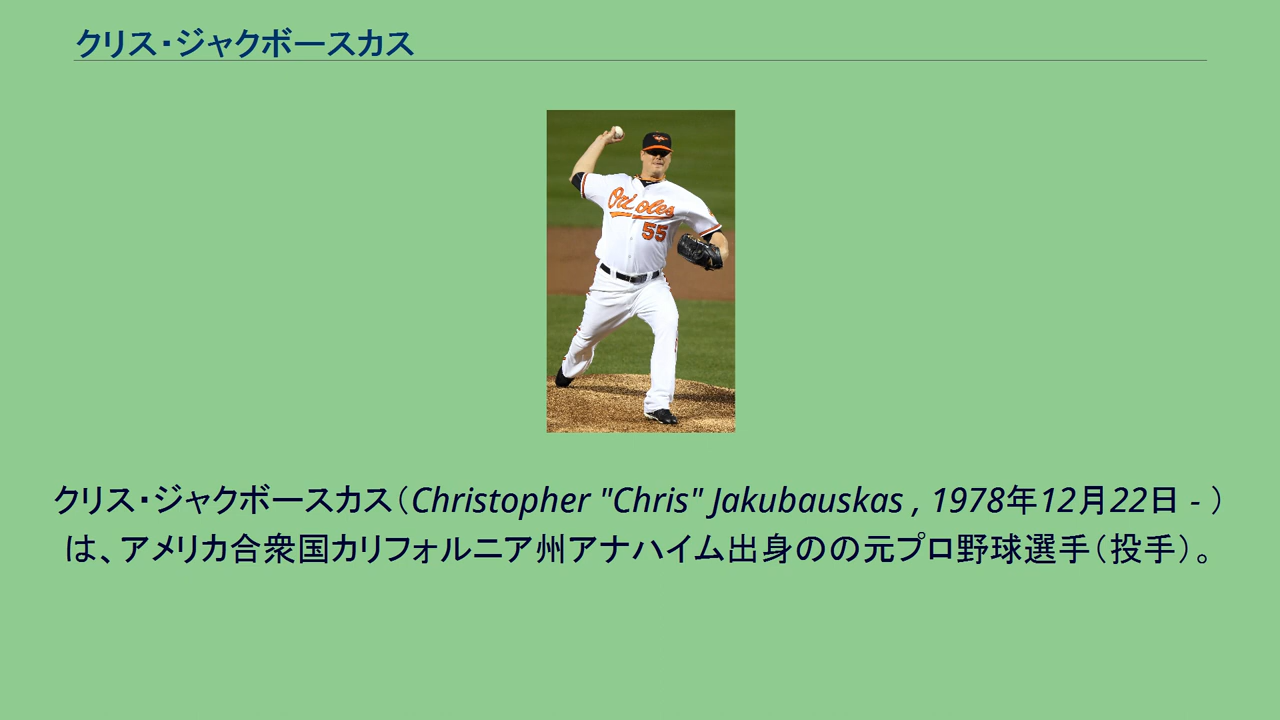 クリス・ジャクボースカス
Orioles
55
クリス・ジャクボースカス（Christopher "Chris" Jakubauskas , 1978年12月22日 - ）
は、アメリカ合衆国カリフォルニア州アナハイム出身のの元プロ野球選手（投手）。